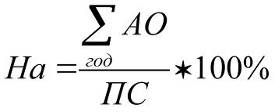 На = ∑год АО / ПС *100%